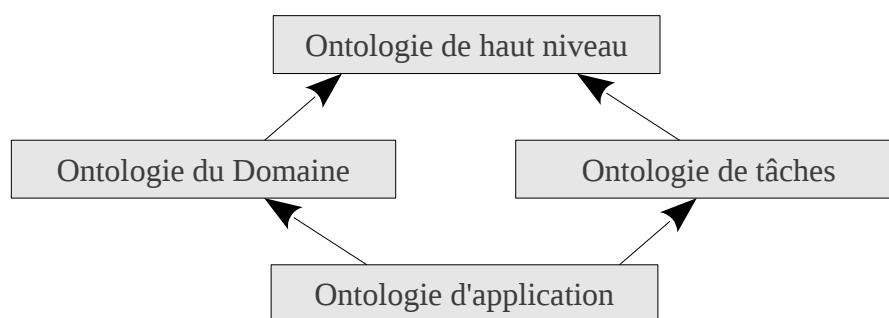 Ontologie de haut niveau
Ontologie du Domaine
Ontologie de tâches
Ontologie d'application